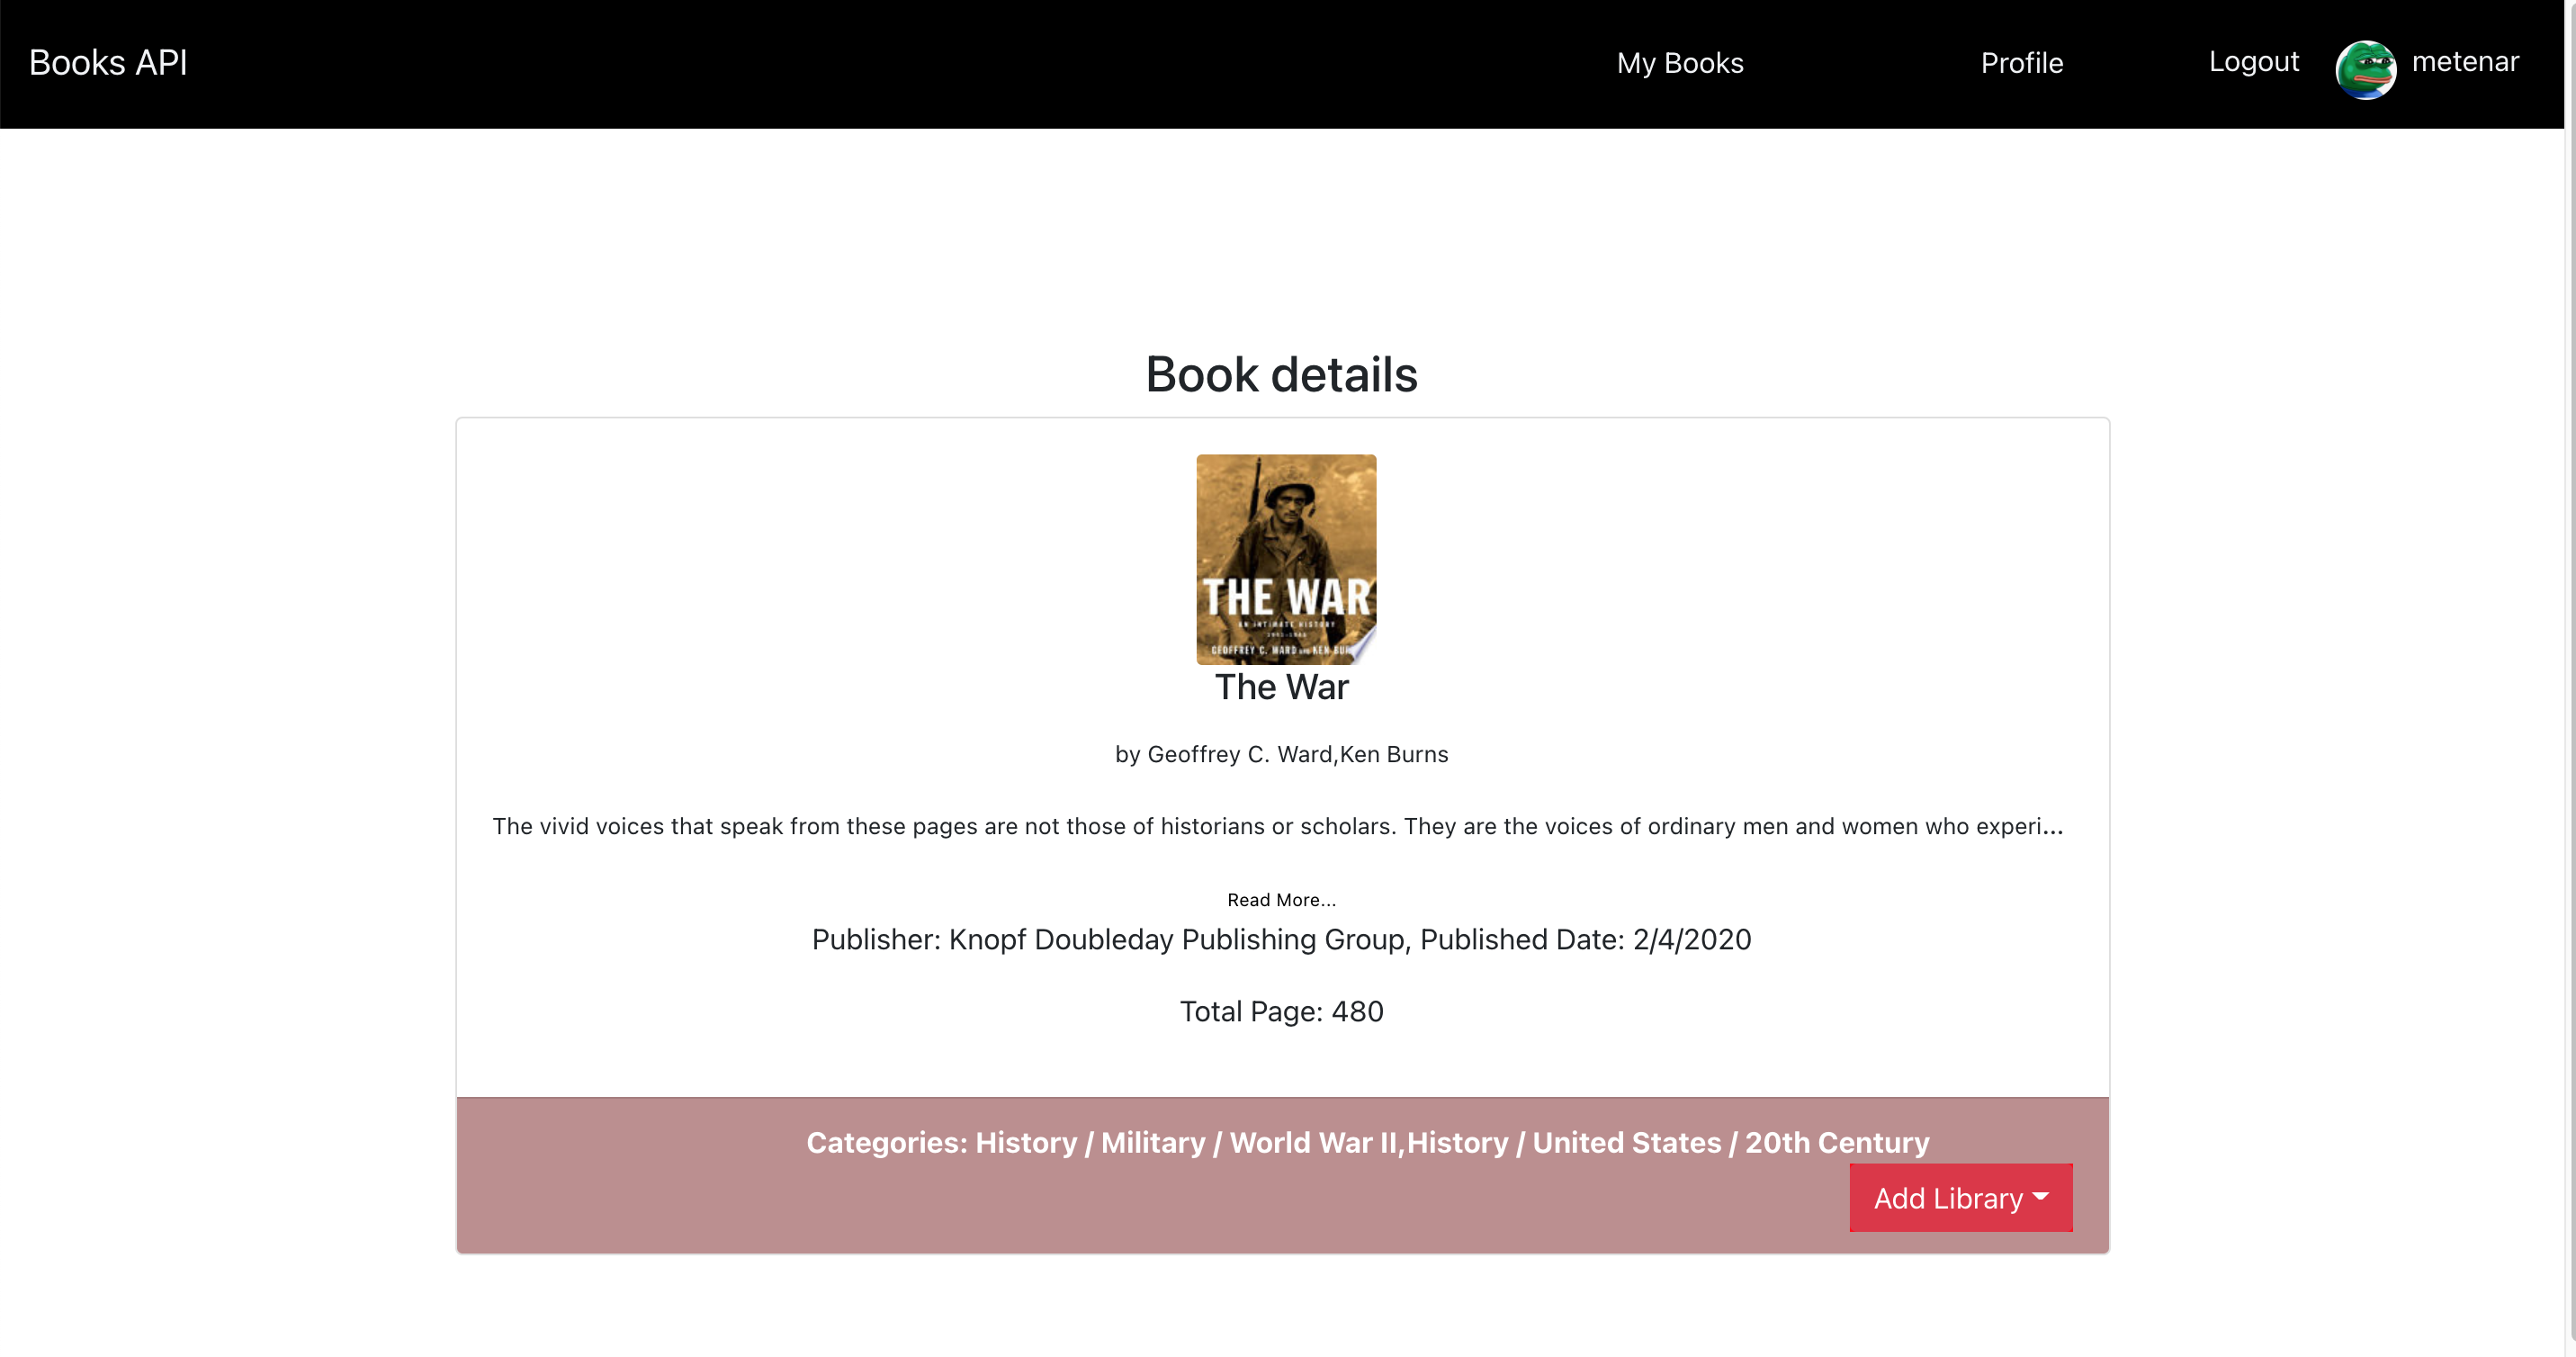 Books API
My Books
Profile
Logout
metenar
Book details
THE WAR
AN INTIMATE HISTORY
GEOFFREY C. WARD AND KEN
The War
by Geoffrey C. Ward,Ken Burns
The vivid voices that speak from these pages are not those of historians or scholars. They are the voices of ordinary men and women who experi...
Read More...
Publisher: Knopf Doubleday Publishing Group, Published Date: 2/4/2020
Total Page: 480
Categories: History / Military / World War II,History / United States / 20th Century
Add Library